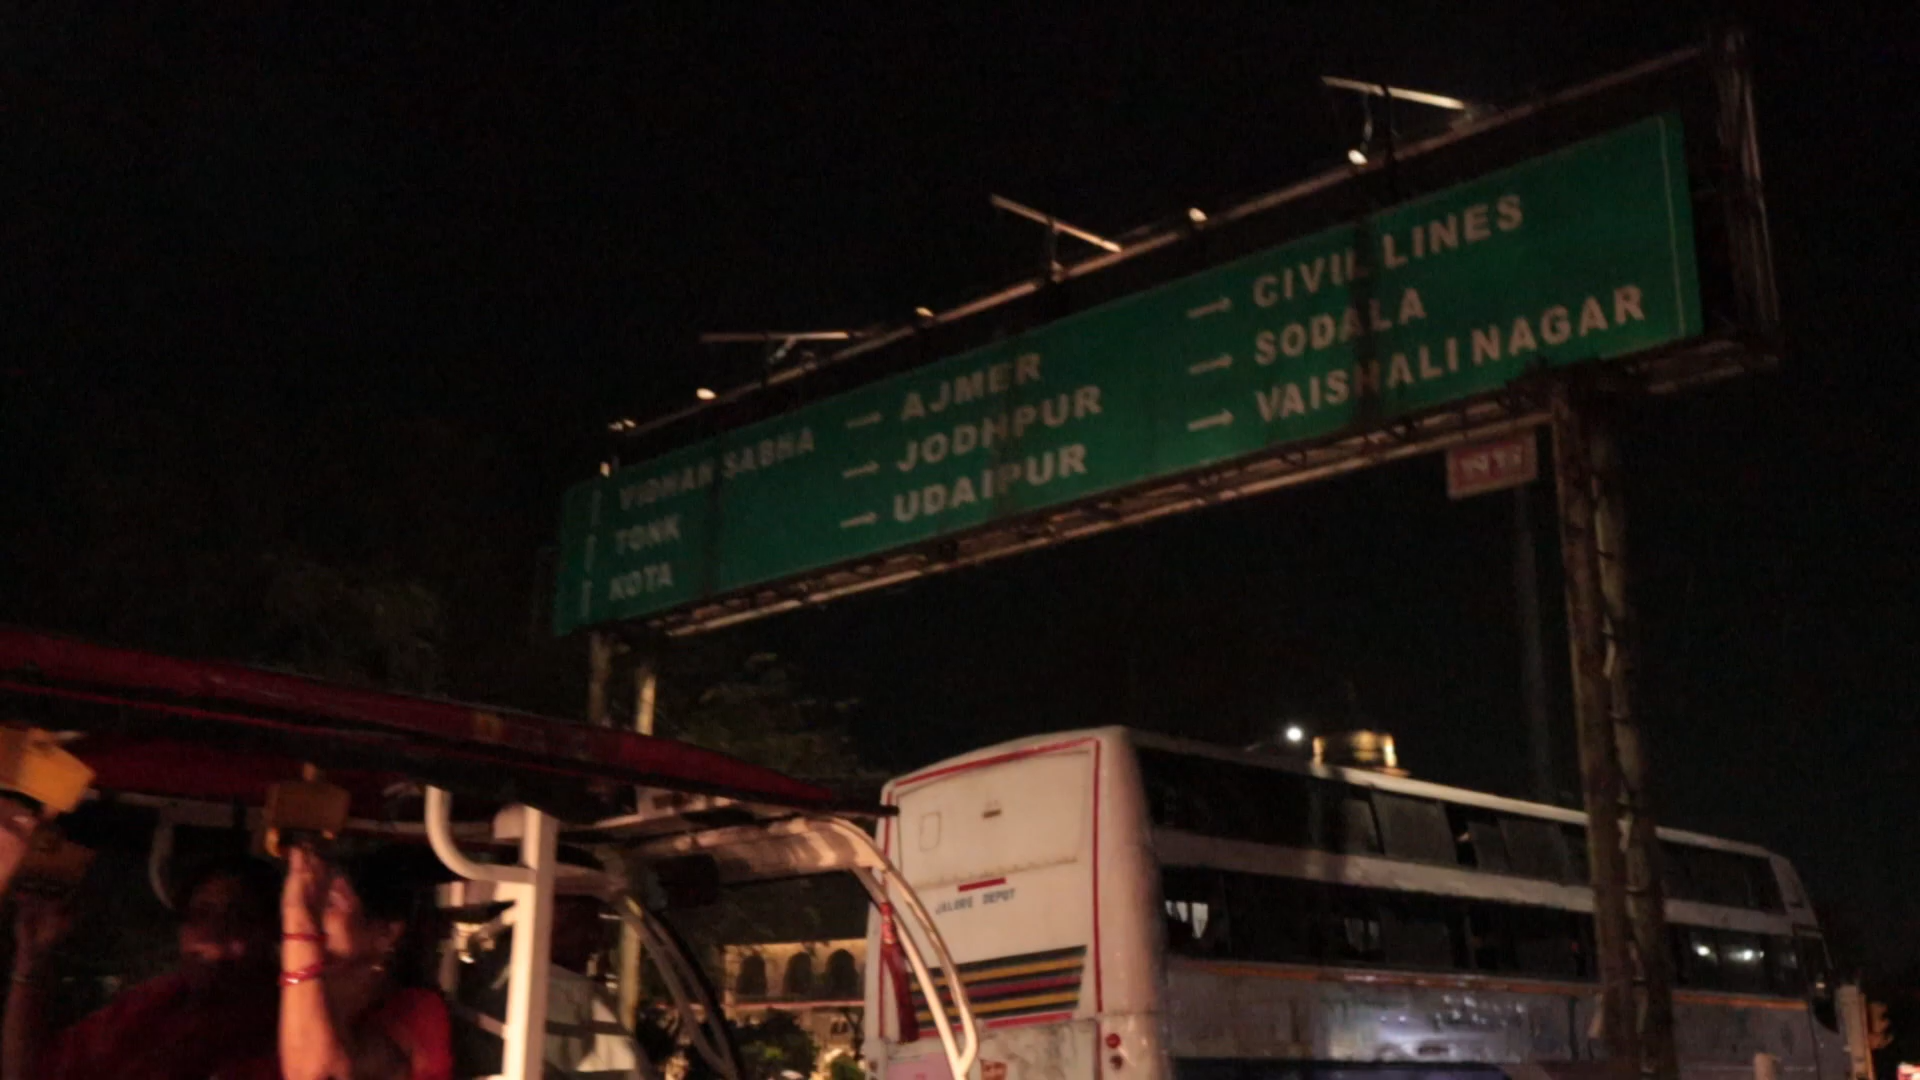 VIDHAN SABHA
TONK
KOTA
→ AJMER
→ JODHPUR
→ UDAIPUR
→ CIVIL LINES
→ SODALA
→ VAISHALI NAGAR
JALORE DEPOT